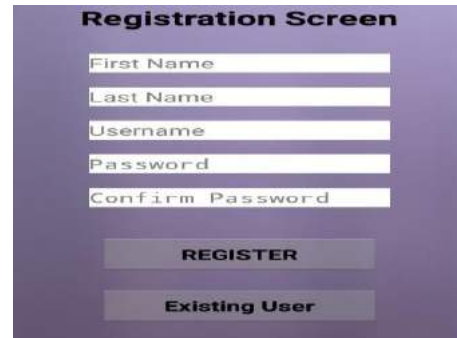 Registration Screen
First Name
Last Name
Username
Password
Confirm Password
REGISTER
Existing User